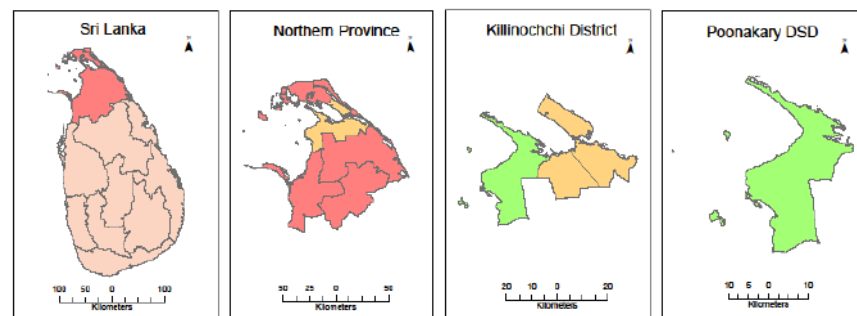 Sri Lanka
100 50 0 100
Kilometers
Northern Province
50 25 0 50
Kilometers
Killinochchi District
20 10 0 20
Kilometers
Poonakary DSD
10 5 0 10
Kilometers